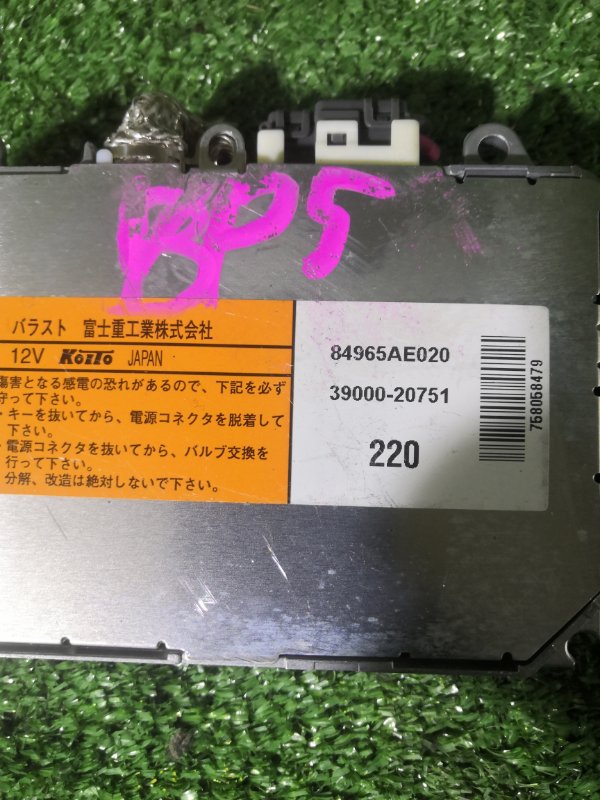 BP5
バラスト 富士重工業株式会社
12V KOITO JAPAN
傷害となる感電の恐れがあるので、下記を必ず
守って下さい。
・キーを抜いてから、電源コネクタを脱着して
下さい。
・電源コネクタを抜いてから、バルブ交換を
行って下さい。
・分解、改造は絶対しないで下さい。
84965AE020
39000-20751
220
758058479